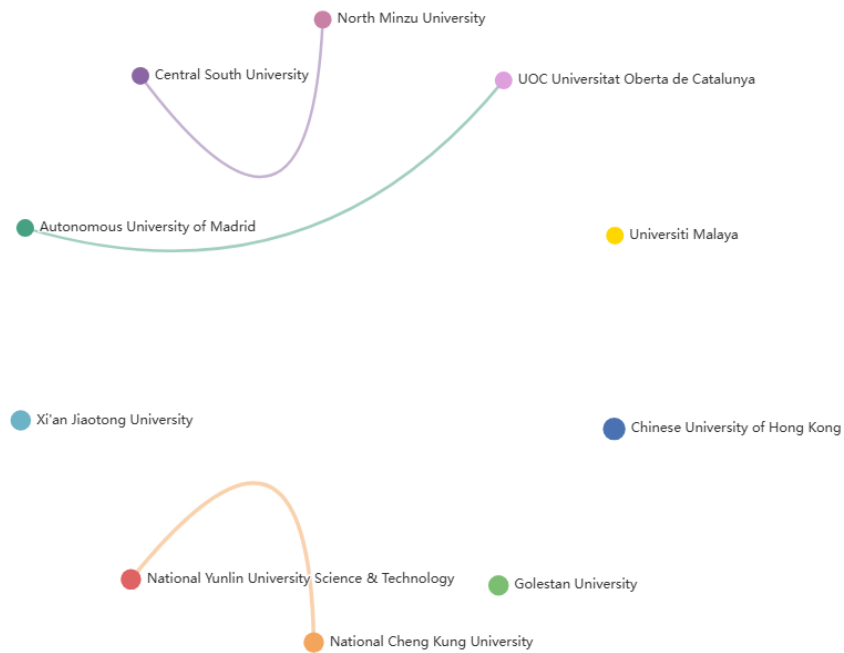 North Minzu University
Central South University
UOC Universitat Oberta de Catalunya
Autonomous University of Madrid
Universiti Malaya
Xi'an Jiaotong University
Chinese University of Hong Kong
National Yunlin University Science & Technology
Golestan University
National Cheng Kung University